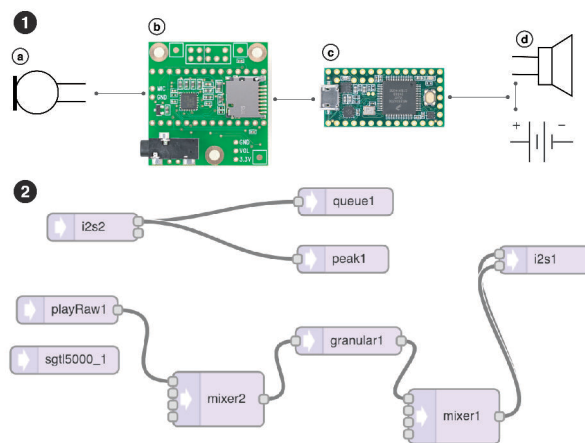 1
a
b
c
d
MIC
GND
GND
VOL
3.3V
+
−
2
i2s2
queue1
peak1
i2s1
playRaw1
granular1
sgtl5000_1
mixer2
mixer1